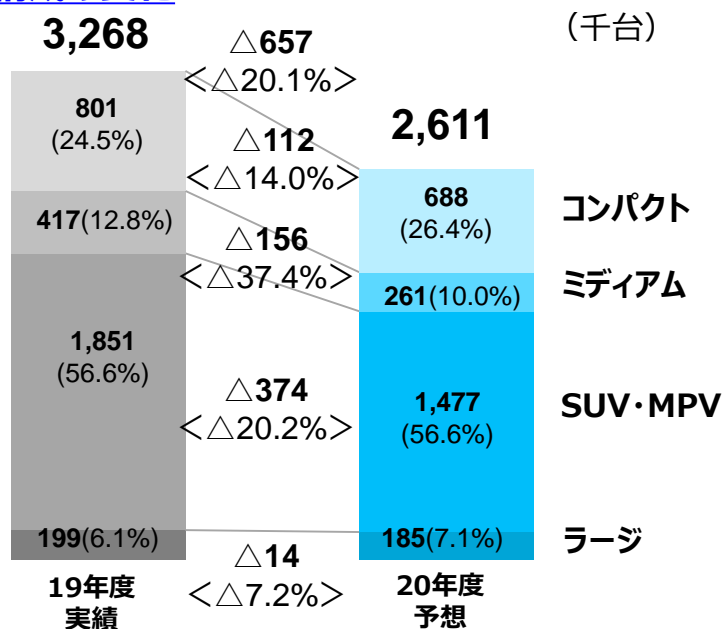 3,268
△657
<△20.1%>
(千台)
801
(24.5%)
△112
<△14.0%>
2,611
688
(26.4%)
コンパクト
417(12.8%)
△156
<△37.4%>
261(10.0%)
ミディアム
1,851
(56.6%)
△374
<△20.2%>
1,477
(56.6%)
SUV・MPV
199(6.1%)
185(7.1%)
ラージ
△14
<△7.2%>
19年度
実績
20年度
予想